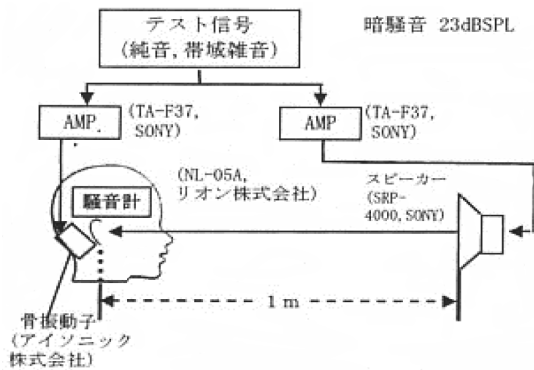 テスト信号
(純音,帯域雑音)
暗騒音 23dBSPL
AMP.
(TA-F37,
SONY)
AMP
(TA-F37,
SONY)
(NL-05A,
リオン株式会社)
騒音計
スピーカー
(SRP-
4000,SONY)
1 m
骨振動子
(アイソニック
株式会社)